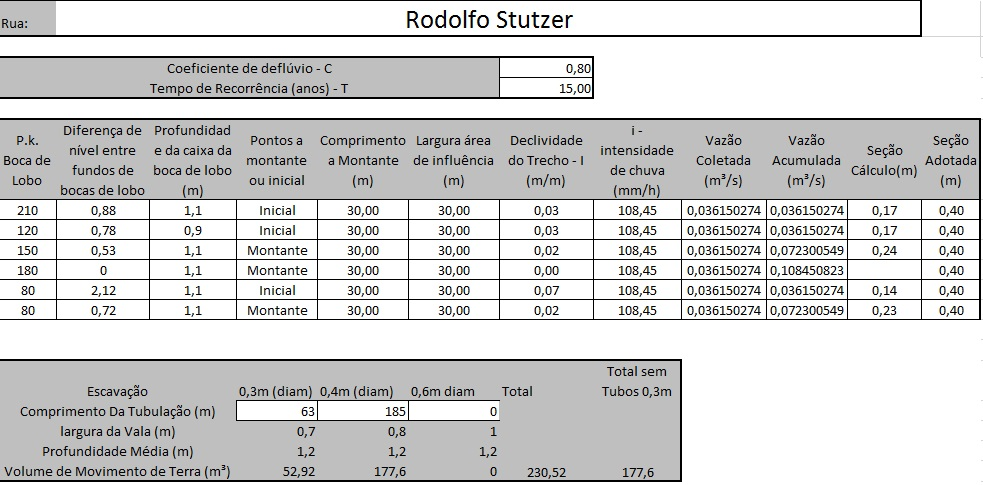 Rua: Rodolfo Stutzer
Coeficiente de deflúvio - C 0,80
Tempo de Recorrência (anos) - T 15,00
P.k. Boca de Lobo
Diferença de nível entre fundos de bocas de lobo
Profundidad e da caixa da boca de lobo (m)
Pontos a montante ou inicial
Comprimento a Montante (m)
Largura área de influência (m)
Declividade do Trecho - I (m/m)
i - intensidade de chuva (mm/h)
Vazão Coletada (m³/s)
Vazão Acumulada (m³/s)
Seção Cálculo(m)
Seção Adotada (m)
210 0,88 1,1 Inicial 30,00 30,00 0,03 108,45 0,036150274 0,036150274 0,17 0,40
120 0,78 0,9 Inicial 30,00 30,00 0,03 108,45 0,036150274 0,036150274 0,17 0,40
150 0,53 1,1 Montante 30,00 30,00 0,02 108,45 0,036150274 0,072300549 0,24 0,40
180 0 1,1 Montante 30,00 30,00 0,00 108,45 0,036150274 0,108450823 0,40
80 2,12 1,1 Inicial 30,00 30,00 0,07 108,45 0,036150274 0,036150274 0,14 0,40
80 0,72 1,1 Montante 30,00 30,00 0,02 108,45 0,036150274 0,072300549 0,23 0,40
Total sem
Escavação 0,3m (diam) 0,4m (diam) 0,6m diam Total Tubos 0,3m
Comprimento Da Tubulação (m) 63 185 0
largura da Vala (m) 0,7 0,8 1
Profundidade Média (m) 1,2 1,2 1,2
Volume de Movimento de Terra (m³) 52,92 177,6 0 230,52 177,6